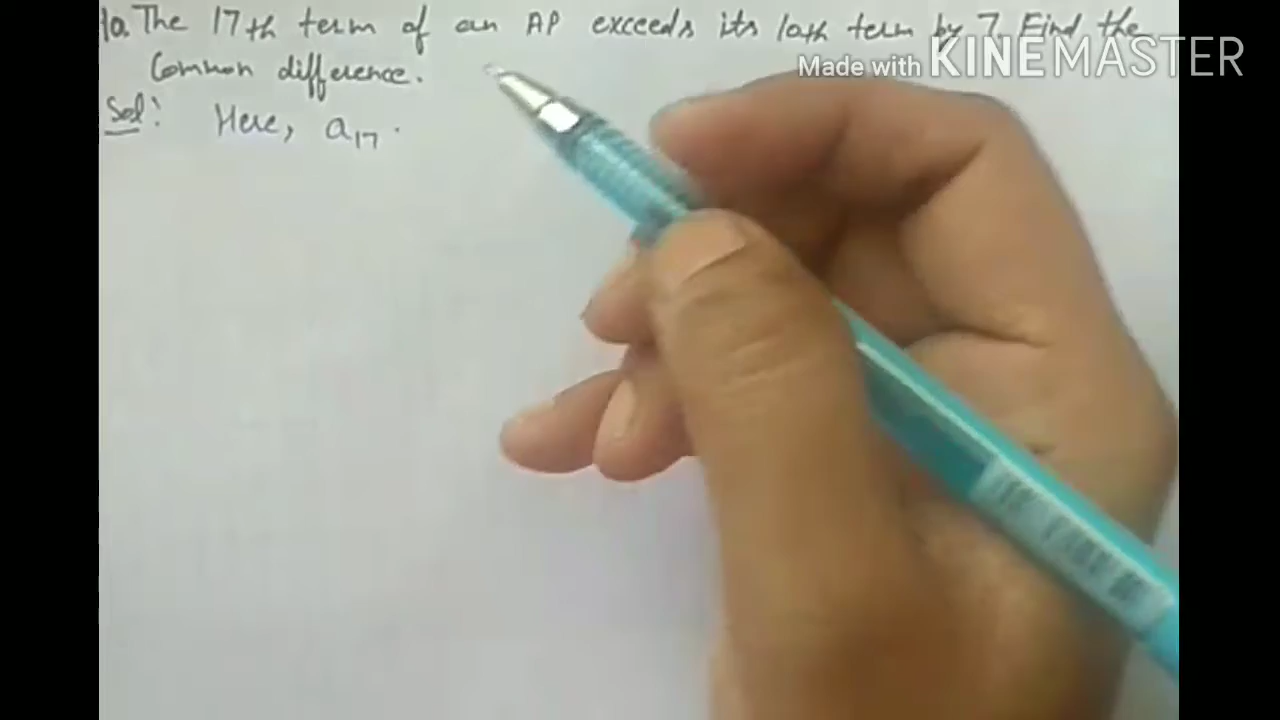 10. The 17th term of an AP exceeds its 10th term by 7. Find the
Common difference.
Sol: Here, a17
Made with KINEMASTER